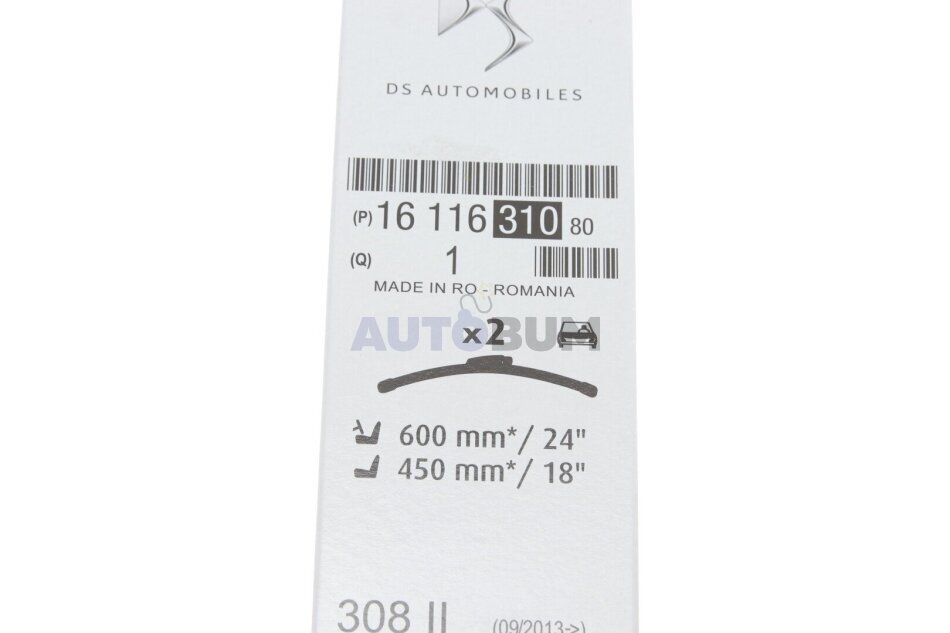 DS AUTOMOBILES
(P) 16 116 310 80
(Q) 1
MADE IN RO - ROMANIA
AUTOBUM
x2
600 mm*/ 24"
450 mm*/ 18"
308 II (09/2013->)